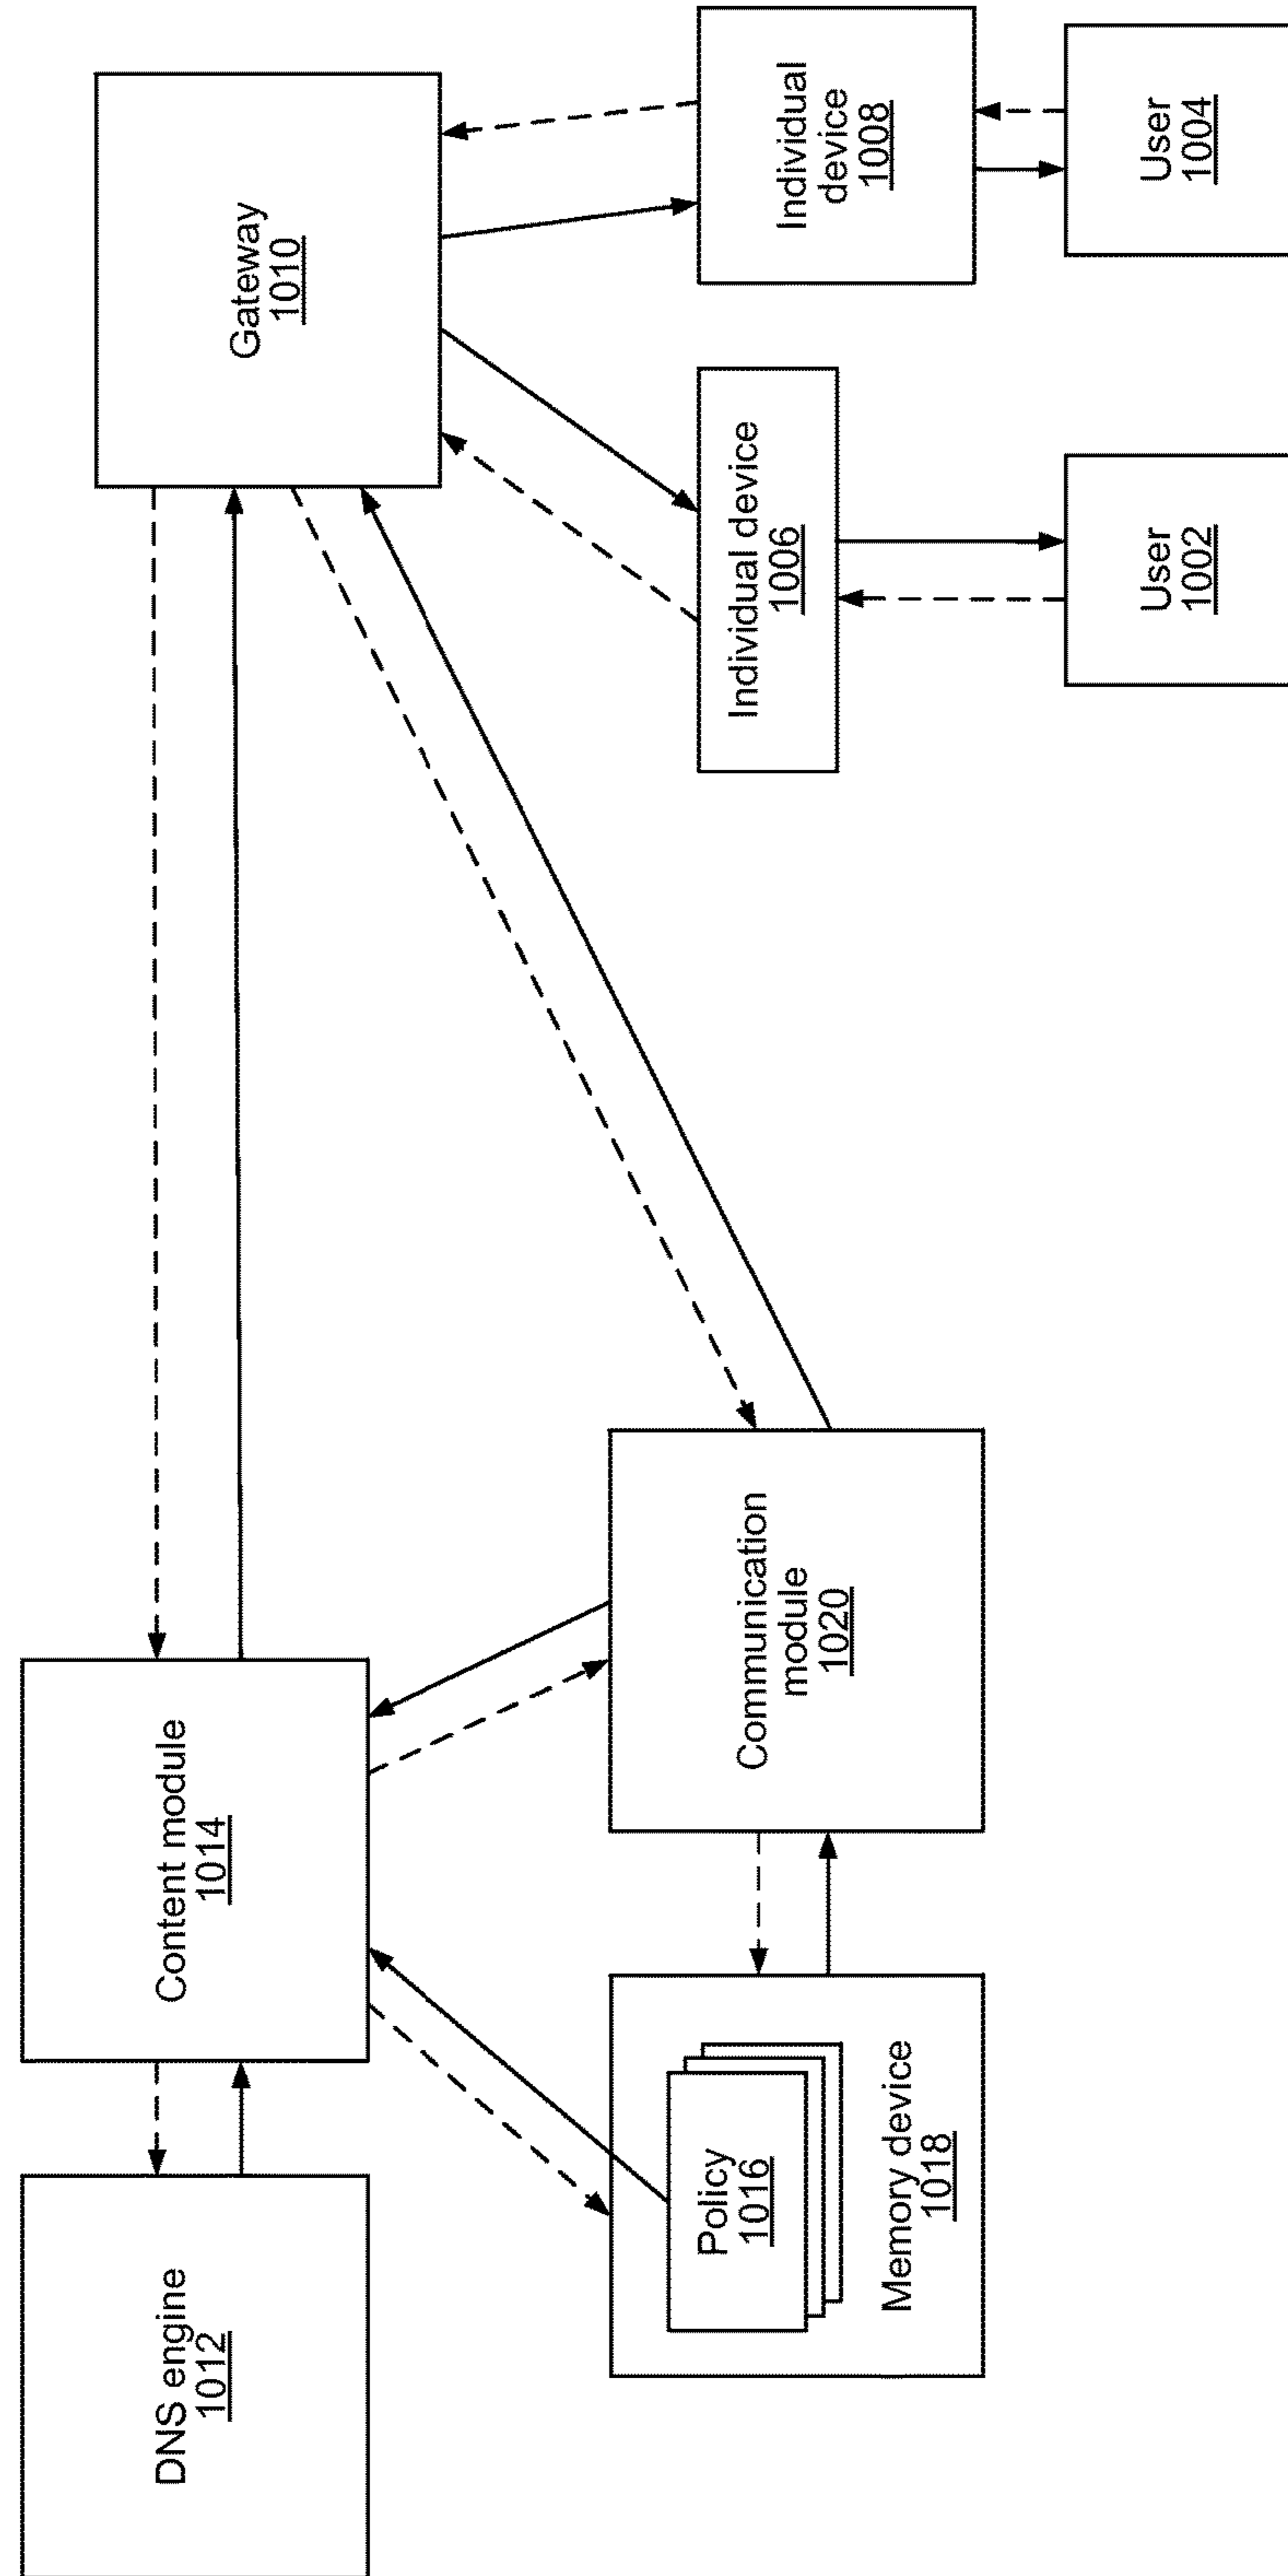 DNS engine
1012
Content module
1014
Gateway
1010
Policy
1016
Memory device
1018
Communication
module
1020
Individual device
1006
Individual
device
1008
User
1002
User
1004